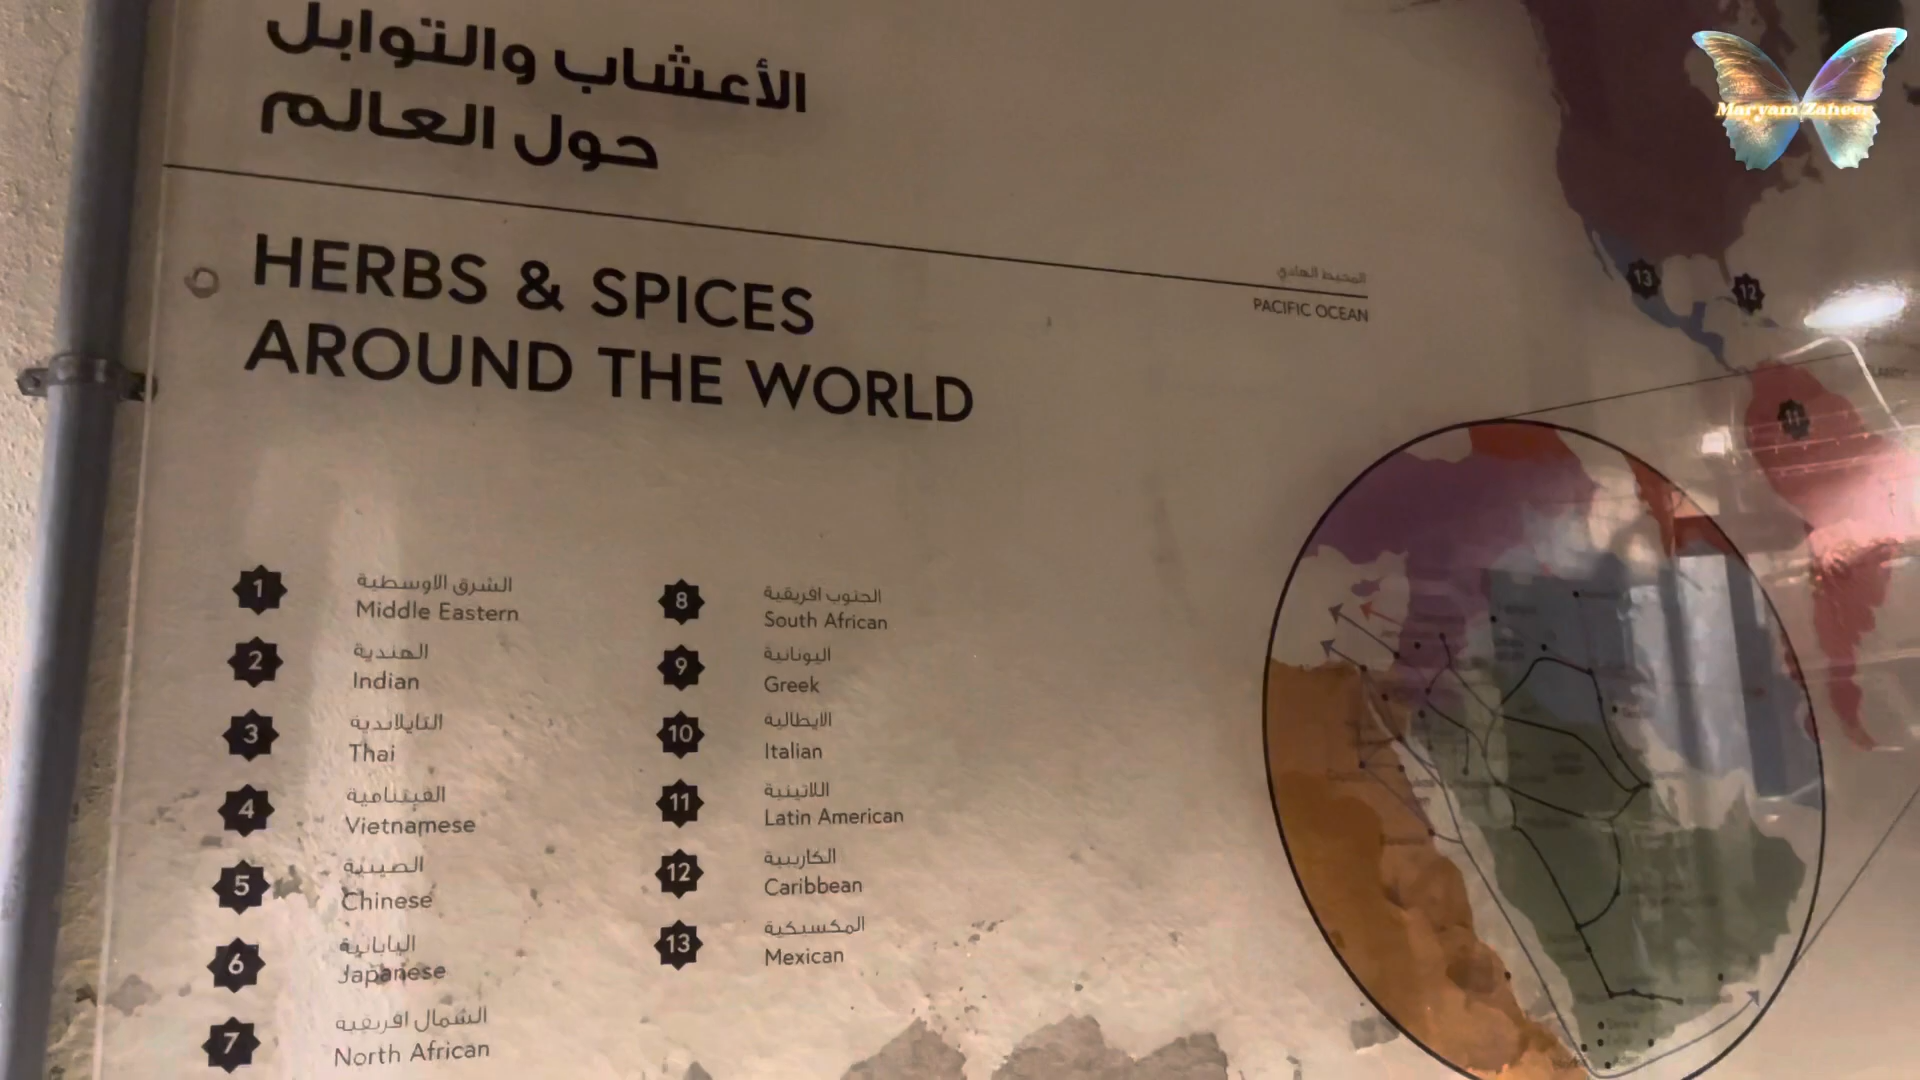 الأعشاب والتوابل
حول العالم
HERBS & SPICES
AROUND THE WORLD
المحيط الهادي
PACIFIC OCEAN
1
الشرق الاوسطية
Middle Eastern
2
الهندية
Indian
3
التايلاندية
Thai
4
الفيتنامية
Vietnamese
5
الصينية
Chinese
6
اليابانية
Japanese
7
الشمال افريقية
North African
8
الجنوب افريقية
South African
9
اليونانية
Greek
10
الايطالية
Italian
11
اللاتينية
Latin American
12
الكاريبية
Caribbean
13
المكسيكية
Mexican
13
12
11
Maryam Zaheer